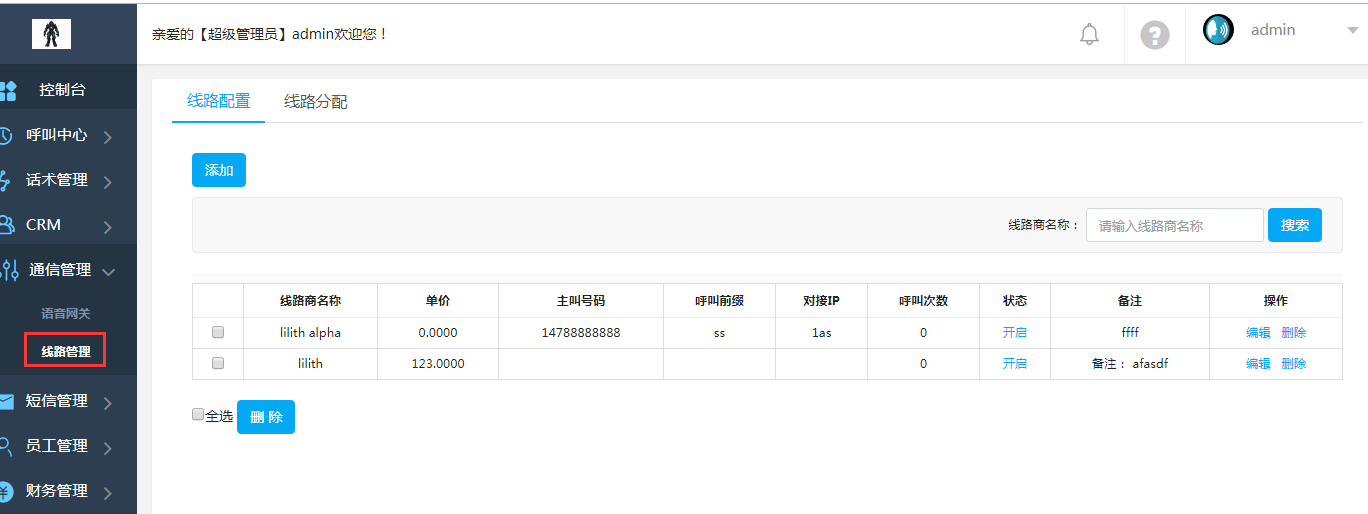 亲爱的【超级管理员】admin欢迎您！
admin
控制台
呼叫中心
话术管理
CRM
通信管理
语音网关
线路管理
短信管理
员工管理
财务管理
线路配置 线路分配
添加
线路商名称： 请输入线路商名称 搜索
线路商名称 单价 主叫号码 呼叫前缀 对接IP 呼叫次数 状态 备注 操作
lilith alpha 0.0000 14788888888 ss 1as 0 开启 ffff 编辑 删除
lilith 123.0000 0 开启 备注： afasdf 编辑 删除
全选 删 除